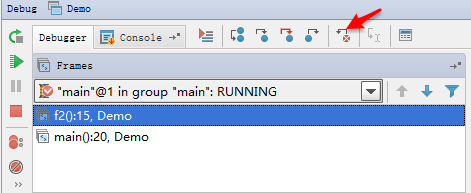 Debug Demo
Debugger Console
Frames
"main"@1 in group "main": RUNNING
f2():15, Demo
main():20, Demo